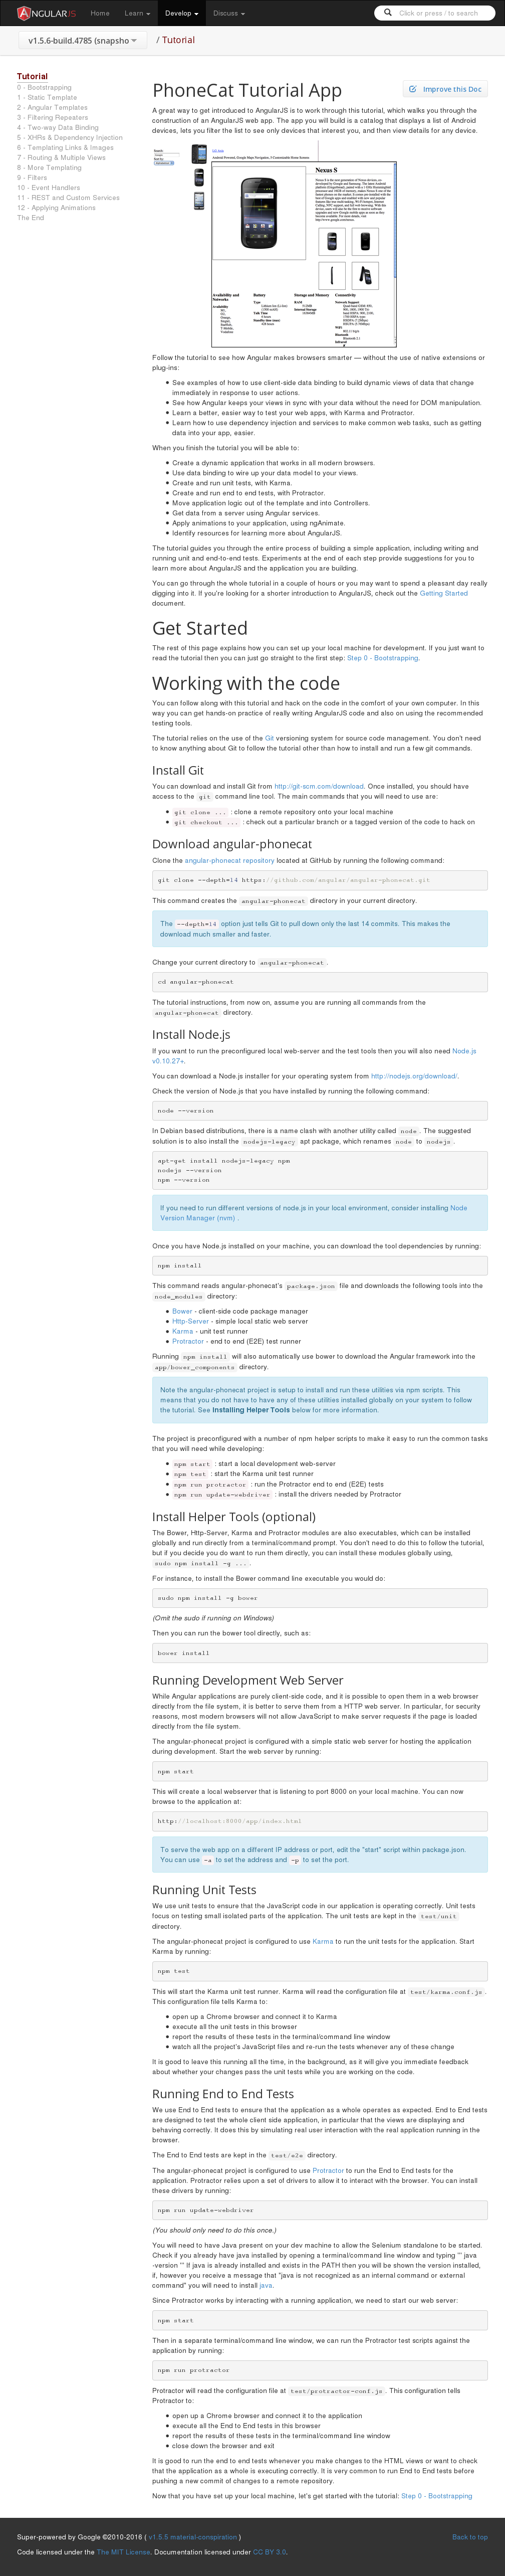 ANGULARJS Home Learn Develop Discuss Click or press / to search
v1.5.6-build.4785 (snapsho / Tutorial
Tutorial
0 - Bootstrapping
1 - Static Template
2 - Angular Templates
3 - Filtering Repeaters
4 - Two-way Data Binding
5 - XHRs & Dependency Injection
6 - Templating Links & Images
7 - Routing & Multiple Views
8 - More Templating
9 - Filters
10 - Event Handlers
11 - REST and Custom Services
12 - Applying Animations
The End
Improve this Doc
PhoneCat Tutorial App
A great way to get introduced to AngularJS is to work through this tutorial, which walks you through the
construction of an AngularJS web app. The app you will build is a catalog that displays a list of Android
devices, lets you filter the list to see only devices that interest you, and then view details for any device.
Nexus S
Availability and Networks
Battery
Storage and Memory
Follow the tutorial to see how Angular makes browsers smarter — without the use of native extensions or
plug-ins:
See examples of how to use client-side data binding to build dynamic views of data that change
immediately in response to user actions.
See how Angular keeps your views in sync with your data without the need for DOM manipulation.
Learn a better, easier way to test your web apps, with Karma and Protractor.
Learn how to use dependency injection and services to make common web tasks, such as getting
data into your app, easier.
When you finish the tutorial you will be able to:
Create a dynamic application that works in all modern browsers.
Use data binding to wire up your data model to your views.
Create and run unit tests, with Karma.
Create and run end to end tests, with Protractor.
Move application logic out of the template and into Controllers.
Get data from a server using Angular services.
Apply animations to your application, using ngAnimate.
Identify resources for learning more about AngularJS.
The tutorial guides you through the entire process of building a simple application, including writing and
running unit and end-to-end tests. Experiments at the end of each step provide suggestions for you to
learn more about AngularJS and the application you are building.
You can go through the whole tutorial in a couple of hours or you may want to spend a pleasant day really
digging into it. If you're looking for a shorter introduction to AngularJS, check out the Getting Started
document.
Get Started
The rest of this page explains how you can set up your local machine for development. If you just want to
read the tutorial then you can just go straight to the first step: Step 0 - Bootstrapping.
Working with the code
You can follow along with this tutorial and hack on the code in the comfort of your own computer. In this
way you can get hands-on practice of really writing AngularJS code and also on using the recommended
testing tools.
The tutorial relies on the use of the Git versioning system for source code management. You don't need to
know anything about Git to follow the tutorial other than how to install and run a few git commands.
Install Git
You can download and install Git from http://git-scm.com/download. Once installed, you should have
access to the git command line tool. The main commands that you will need to use are:
git clone ... : clone a remote repository onto your local machine
git checkout ... : check out a particular branch or a tagged version of the code to hack on
Download angular-phonecat
Clone the angular-phonecat repository located at GitHub by running the following command:
git clone --depth=14 https://github.com/angular/angular-phonecat.git
This command creates the angular-phonecat directory in your current directory.
The --depth=14 option just tells Git to pull down only the last 14 commits. This makes the
download much smaller and faster.
Change your current directory to angular-phonecat.
cd angular-phonecat
The tutorial instructions, from now on, assume you are running all commands from the
angular-phonecat directory.
Install Node.js
If you want to run the preconfigured local web-server and the test tools then you will also need Node.js
v0.10.27+.
You can download a Node.js installer for your operating system from http://nodejs.org/download/.
Check the version of Node.js that you have installed by running the following command:
node --version
In Debian based distributions, there is a name clash with another utility called node. The suggested
solution is to also install the nodejs-legacy apt package, which renames node to nodejs.
apt-get install nodejs-legacy npm
nodejs --version
npm --version
If you need to run different versions of node.js in your local environment, consider installing Node
Version Manager (nvm) .
Once you have Node.js installed on your machine, you can download the tool dependencies by running:
npm install
This command reads angular-phonecat's package.json file and downloads the following tools into the
node_modules directory:
Bower - client-side code package manager
Http-Server - simple local static web server
Karma - unit test runner
Protractor - end to end (E2E) test runner
Running npm install will also automatically use bower to download the Angular framework into the
app/bower_components directory.
Note the angular-phonecat project is setup to install and run these utilities via npm scripts. This
means that you do not have to have any of these utilities installed globally on your system to follow
the tutorial. See Installing Helper Tools below for more information.
The project is preconfigured with a number of npm helper scripts to make it easy to run the common tasks
that you will need while developing:
npm start : start a local development web-server
npm test : start the Karma unit test runner
npm run protractor : run the Protractor end to end (E2E) tests
npm run update-webdriver : install the drivers needed by Protractor
Install Helper Tools (optional)
The Bower, Http-Server, Karma and Protractor modules are also executables, which can be installed
globally and run directly from a terminal/command prompt. You don't need to do this to follow the tutorial,
but if you decide you do want to run them directly, you can install these modules globally using,
sudo npm install -g ... .
For instance, to install the Bower command line executable you would do:
sudo npm install -g bower
(Omit the sudo if running on Windows)
Then you can run the bower tool directly, such as:
bower install
Running Development Web Server
While Angular applications are purely client-side code, and it is possible to open them in a web browser
directly from the file system, it is better to serve them from a HTTP web server. In particular, for security
reasons, most modern browsers will not allow JavaScript to make server requests if the page is loaded
directly from the file system.
The angular-phonecat project is configured with a simple static web server for hosting the application
during development. Start the web server by running:
npm start
This will create a local webserver that is listening to port 8000 on your local machine. You can now
browse to the application at:
http://localhost:8000/app/index.html
To serve the web app on a different IP address or port, edit the "start" script within package.json.
You can use -a to set the address and -p to set the port.
Running Unit Tests
We use unit tests to ensure that the JavaScript code in our application is operating correctly. Unit tests
focus on testing small isolated parts of the application. The unit tests are kept in the test/unit
directory.
The angular-phonecat project is configured to use Karma to run the unit tests for the application. Start
Karma by running:
npm test
This will start the Karma unit test runner. Karma will read the configuration file at test/karma.conf.js.
This configuration file tells Karma to:
open up a Chrome browser and connect it to Karma
execute all the unit tests in this browser
report the results of these tests in the terminal/command line window
watch all the project's JavaScript files and re-run the tests whenever any of these change
It is good to leave this running all the time, in the background, as it will give you immediate feedback
about whether your changes pass the unit tests while you are working on the code.
Running End to End Tests
We use End to End tests to ensure that the application as a whole operates as expected. End to End tests
are designed to test the whole client side application, in particular that the views are displaying and
behaving correctly. It does this by simulating real user interaction with the real application running in the
browser.
The End to End tests are kept in the test/e2e directory.
The angular-phonecat project is configured to use Protractor to run the End to End tests for the
application. Protractor relies upon a set of drivers to allow it to interact with the browser. You can install
these drivers by running:
npm run update-webdriver
(You should only need to do this once.)
You will need to have Java present on your dev machine to allow the Selenium standalone to be started.
Check if you already have java installed by opening a terminal/command line window and typing "' java
-version "' If java is already installed and exists in the PATH then you will be shown the version installed,
if, however you receive a message that "java is not recognized as an internal command or external
command" you will need to install java.
Since Protractor works by interacting with a running application, we need to start our web server:
npm start
Then in a separate terminal/command line window, we can run the Protractor test scripts against the
application by running:
npm run protractor
Protractor will read the configuration file at test/protractor-conf.js. This configuration tells
Protractor to:
open up a Chrome browser and connect it to the application
execute all the End to End tests in this browser
report the results of these tests in the terminal/command line window
close down the browser and exit
It is good to run the end to end tests whenever you make changes to the HTML views or want to check
that the application as a whole is executing correctly. It is very common to run End to End tests before
pushing a new commit of changes to a remote repository.
Now that you have set up your local machine, let's get started with the tutorial: Step 0 - Bootstrapping
Super-powered by Google ©2010-2016 ( v1.5.5 material-conspiration ) Back to top
Code licensed under the The MIT License. Documentation licensed under CC BY 3.0.